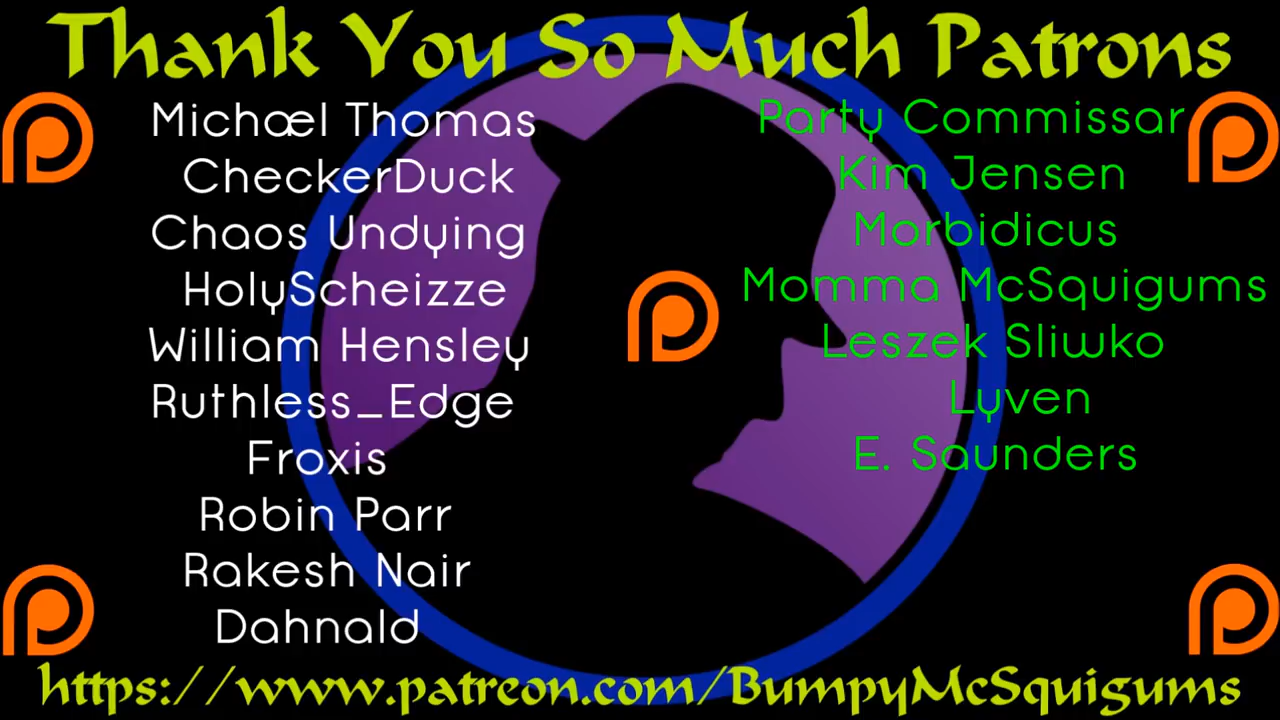 Thank You So Much Patrons
Michael Thomas
CheckerDuck
Chaos Undying
HolyScheizze
William Hensley
Ruthless_Edge
Froxis
Robin Parr
Rakesh Nair
Dahnald
Party Commissar
Kim Jensen
Morbidicus
Momma McSquigums
Leszek Sliwko
Lyven
E. Saunders
https://www.patreon.com/BumpyMcSquigums